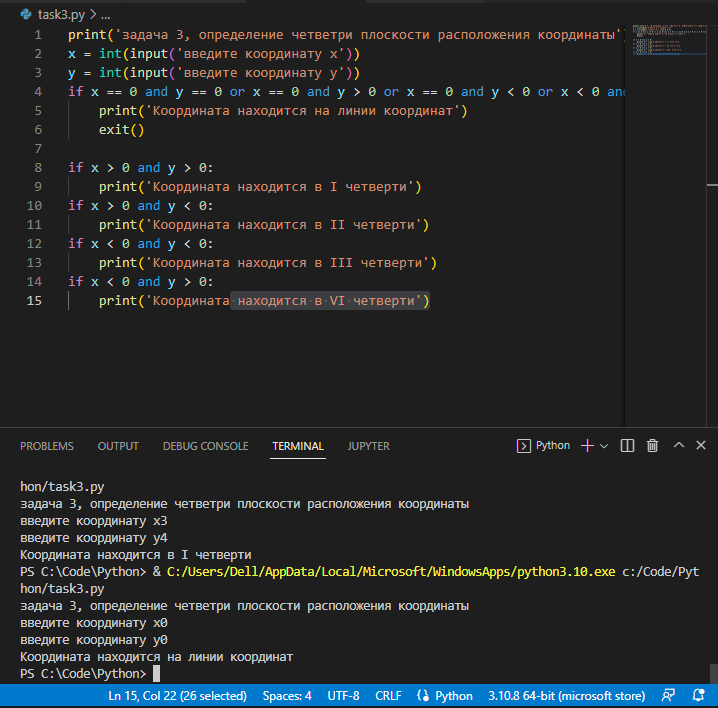 task3.py > ...
1 print('задача 3, определение четветри плоскости расположения координаты'
2 x = int(input('введите координату x'))
3 y = int(input('введите координату y'))
4 if x == 0 and y == 0 or x == 0 and y > 0 or x == 0 and y < 0 or x < 0 an
5 print('Координата находится на линии координат')
6 exit()
7
8 if x > 0 and y > 0:
9 print('Координата находится в I четверти')
10 if x > 0 and y < 0:
11 print('Координата находится в II четверти')
12 if x < 0 and y < 0:
13 print('Координата находится в III четверти')
14 if x < 0 and y > 0:
15 print('Координата находится в VI четверти')
PROBLEMS OUTPUT DEBUG CONSOLE TERMINAL JUPYTER Python
hon/task3.py
задача 3, определение четветри плоскости расположения координаты
введите координату x3
введите координату y4
Координата находится в I четверти
PS C:\Code\Python> & C:/Users/Dell/AppData/Local/Microsoft/WindowsApps/python3.10.exe c:/Code/Pyt
hon/task3.py
задача 3, определение четветри плоскости расположения координаты
введите координату x0
введите координату y0
Координата находится на линии координат
PS C:\Code\Python>
Ln 15, Col 22 (26 selected) Spaces: 4 UTF-8 CRLF Python 3.10.8 64-bit (microsoft store)